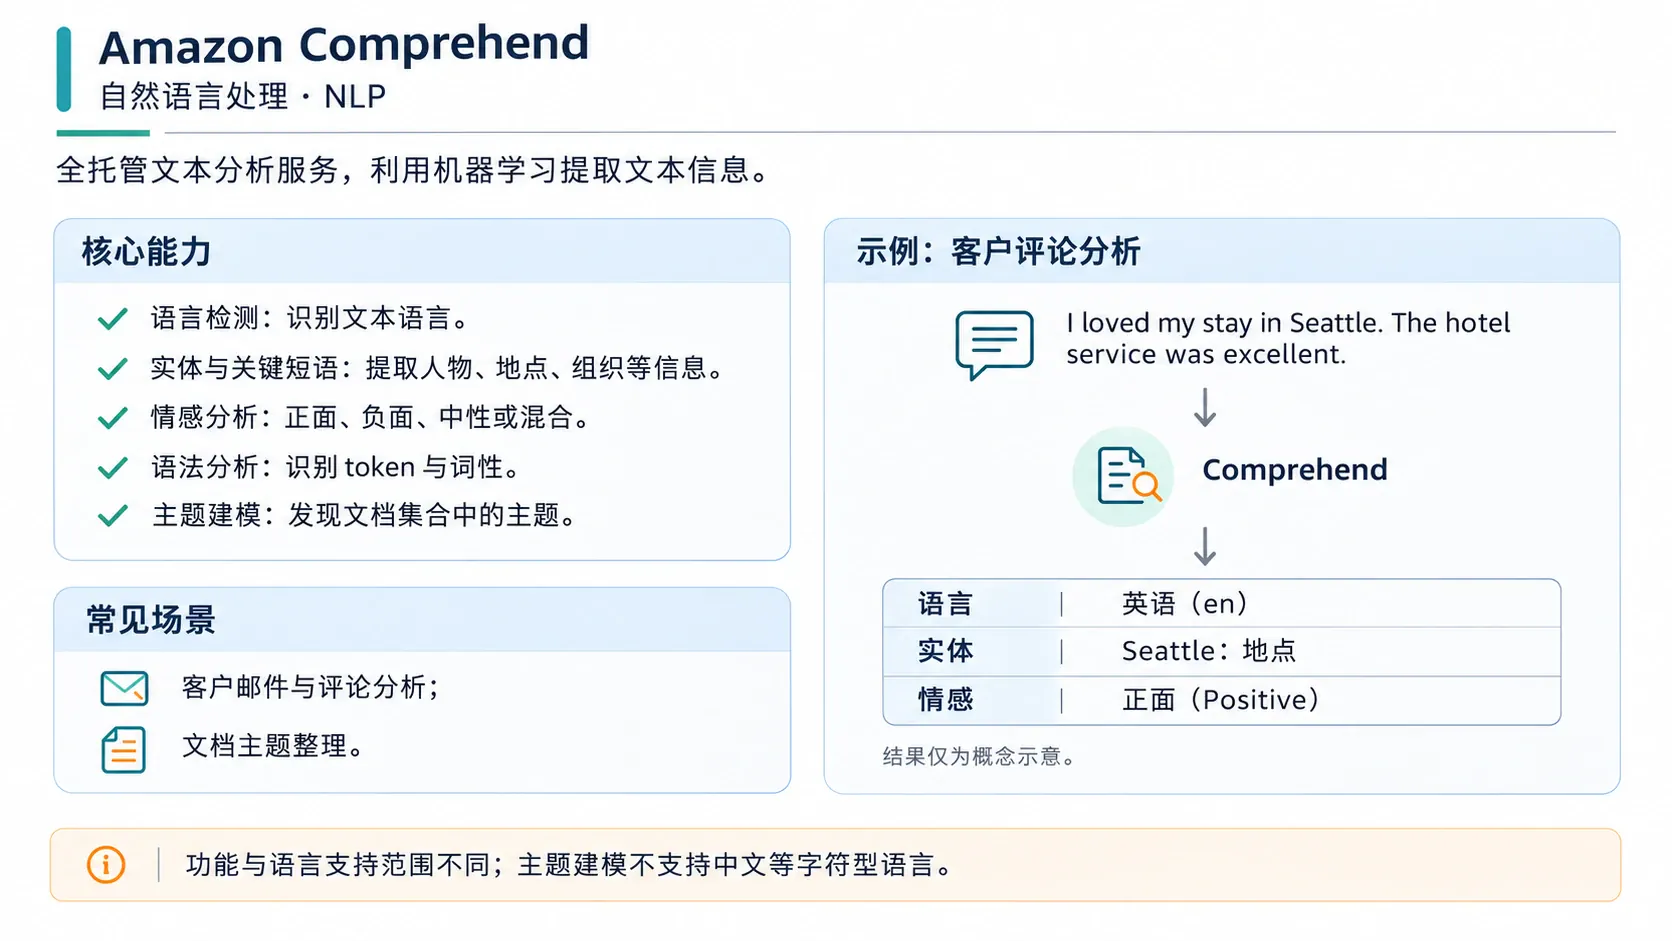 Amazon Comprehend
自然语言处理 · NLP
全托管文本分析服务，利用机器学习提取文本信息。
核心能力
语言检测：识别文本语言。
实体与关键短语：提取人物、地点、组织等信息。
情感分析：正面、负面、中性或混合。
语法分析：识别 token 与词性。
主题建模：发现文档集合中的主题。
常见场景
客户邮件与评论分析；
文档主题整理。
示例：客户评论分析
I loved my stay in Seattle. The hotel
service was excellent.
Comprehend
语言 | 英语（en）
实体 | Seattle：地点
情感 | 正面（Positive）
结果仅为概念示意。
功能与语言支持范围不同；主题建模不支持中文等字符型语言。